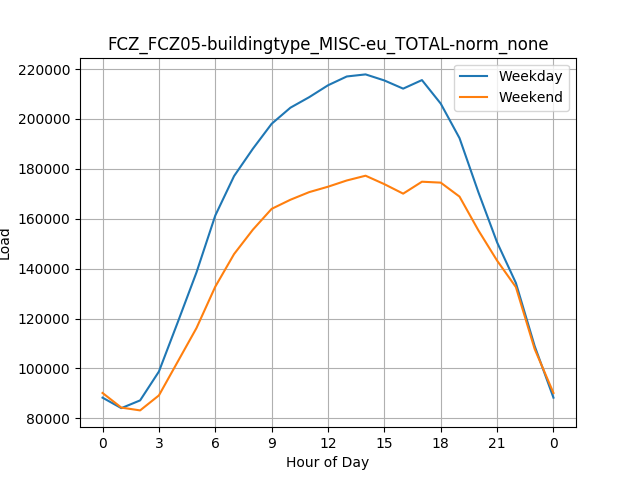 FCZ_FCZ05-buildingtype_MISC-eu_TOTAL-norm_none
220000
200000
180000
160000
140000
120000
100000
80000
Load
Weekday
Weekend
0 3 6 9 12 15 18 21 0
Hour of Day